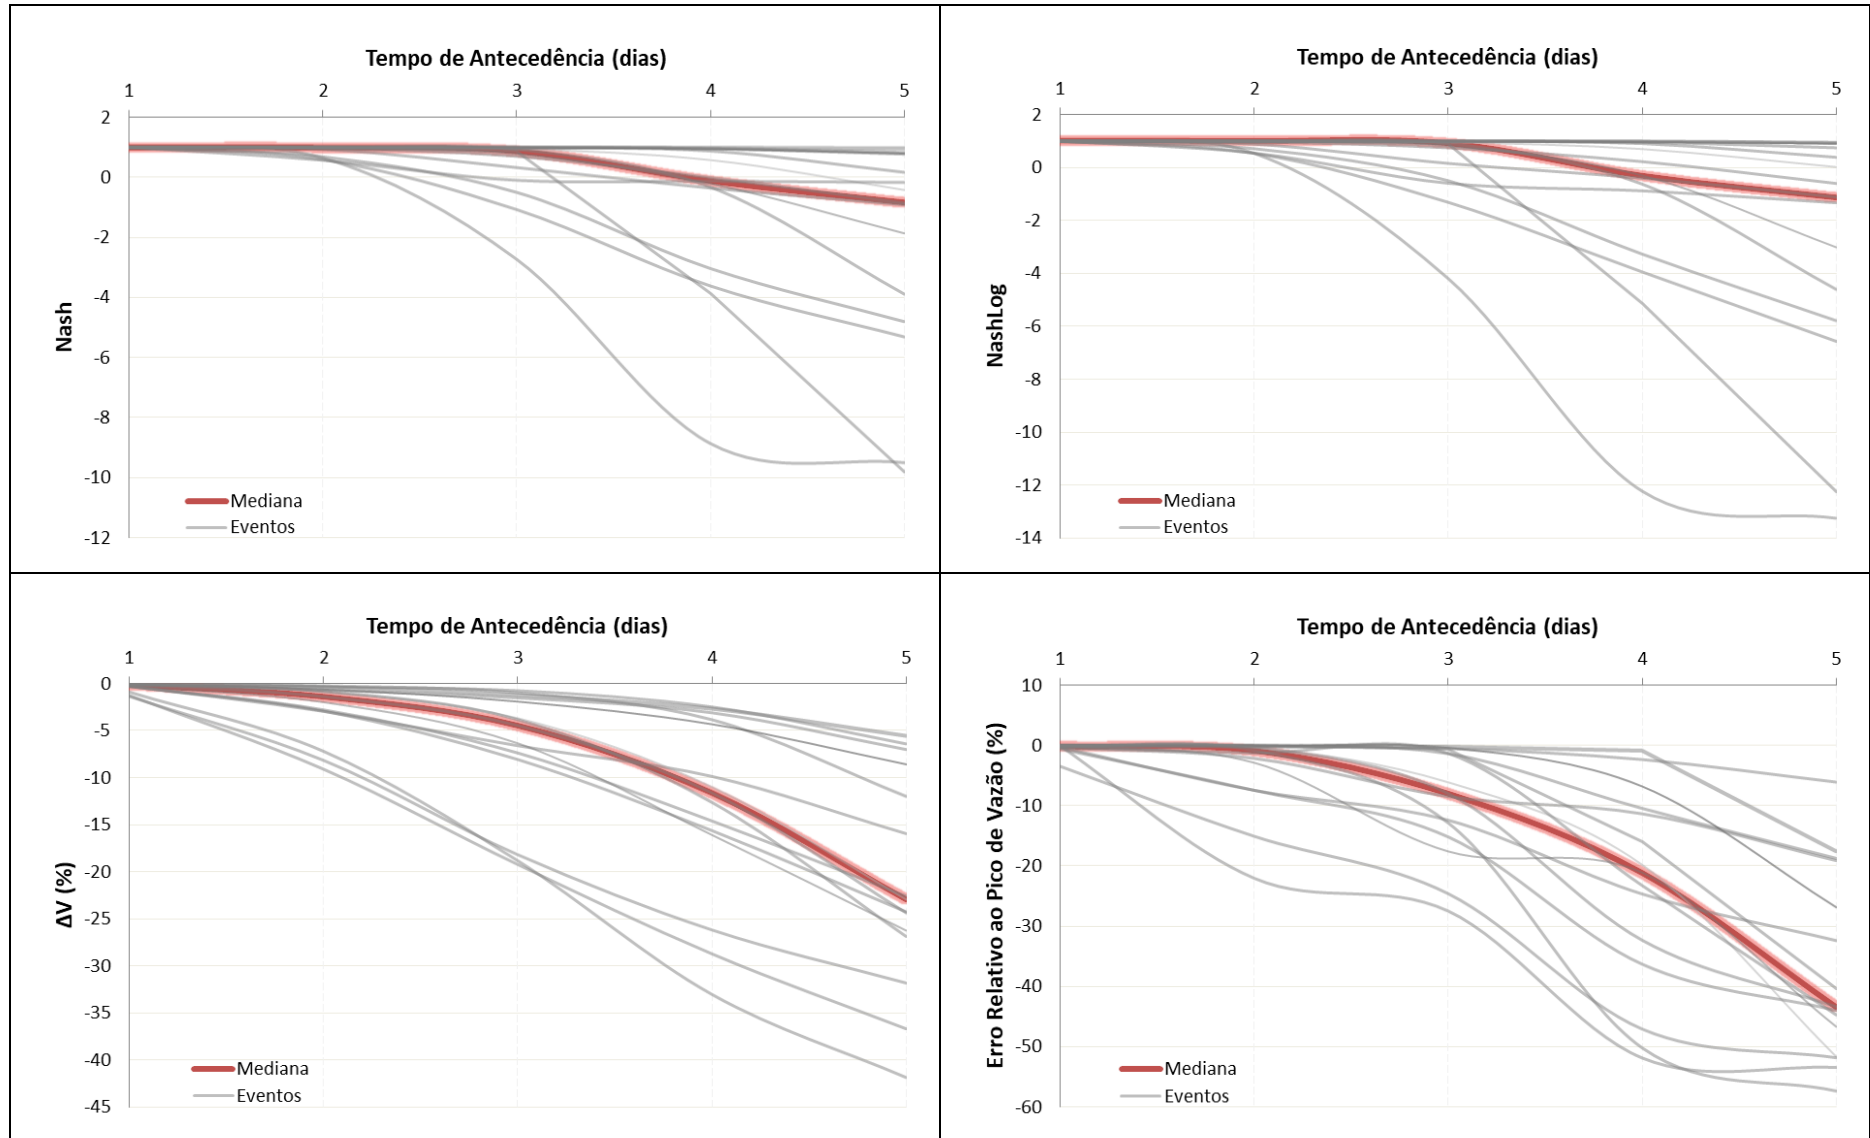 Tempo de Antecedência (dias)
1 2 3 4 5
2
0
-2
-4
-6
-8
-10
-12
Nash
Mediana
Eventos
Tempo de Antecedência (dias)
1 2 3 4 5
2
0
-2
-4
-6
-8
-10
-12
-14
NashLog
Mediana
Eventos
Tempo de Antecedência (dias)
1 2 3 4 5
0
-5
-10
-15
-20
-25
-30
-35
-40
-45
ΔV (%)
Mediana
Eventos
Tempo de Antecedência (dias)
1 2 3 4 5
10
0
-10
-20
-30
-40
-50
-60
Erro Relativo ao Pico de Vazão (%)
Mediana
Eventos